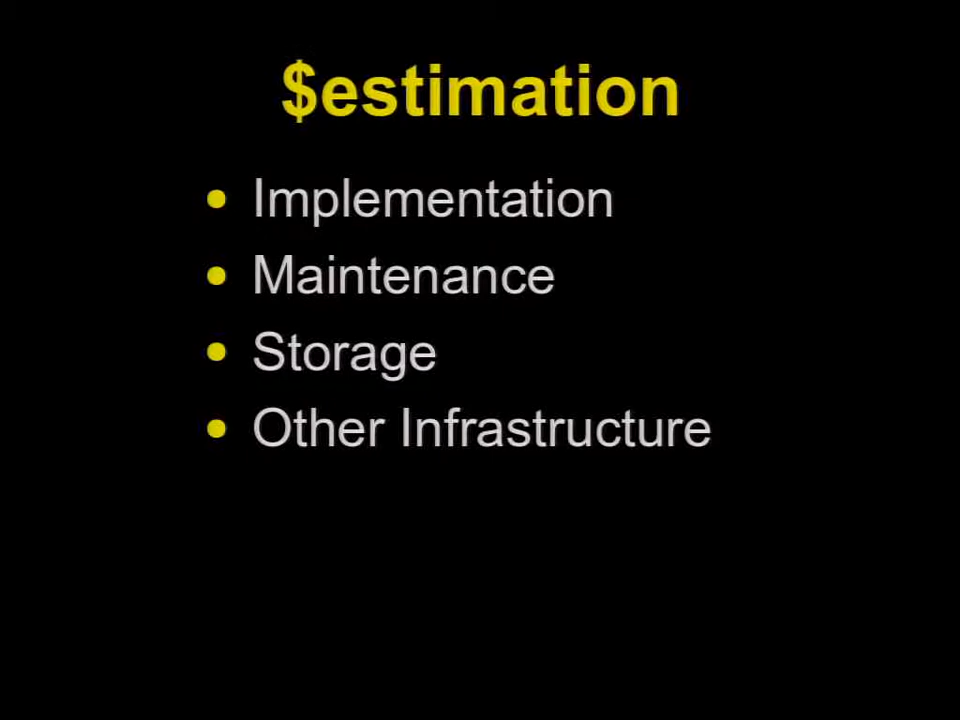 $estimation
• Implementation
• Maintenance
• Storage
• Other Infrastructure